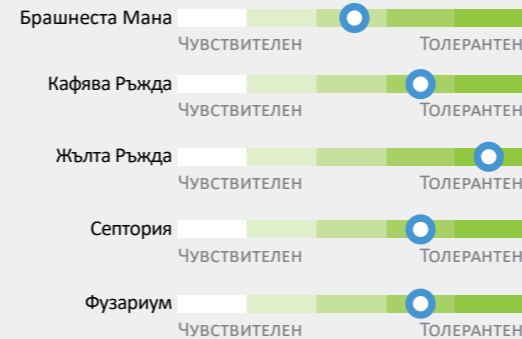 Брашнеста Мана
Чувствителен Толерантен
Кафява Ръжда
Чувствителен Толерантен
Жълта Ръжда
Чувствителен Толерантен
Септория
Чувствителен Толерантен
Фузариум
Чувствителен Толерантен